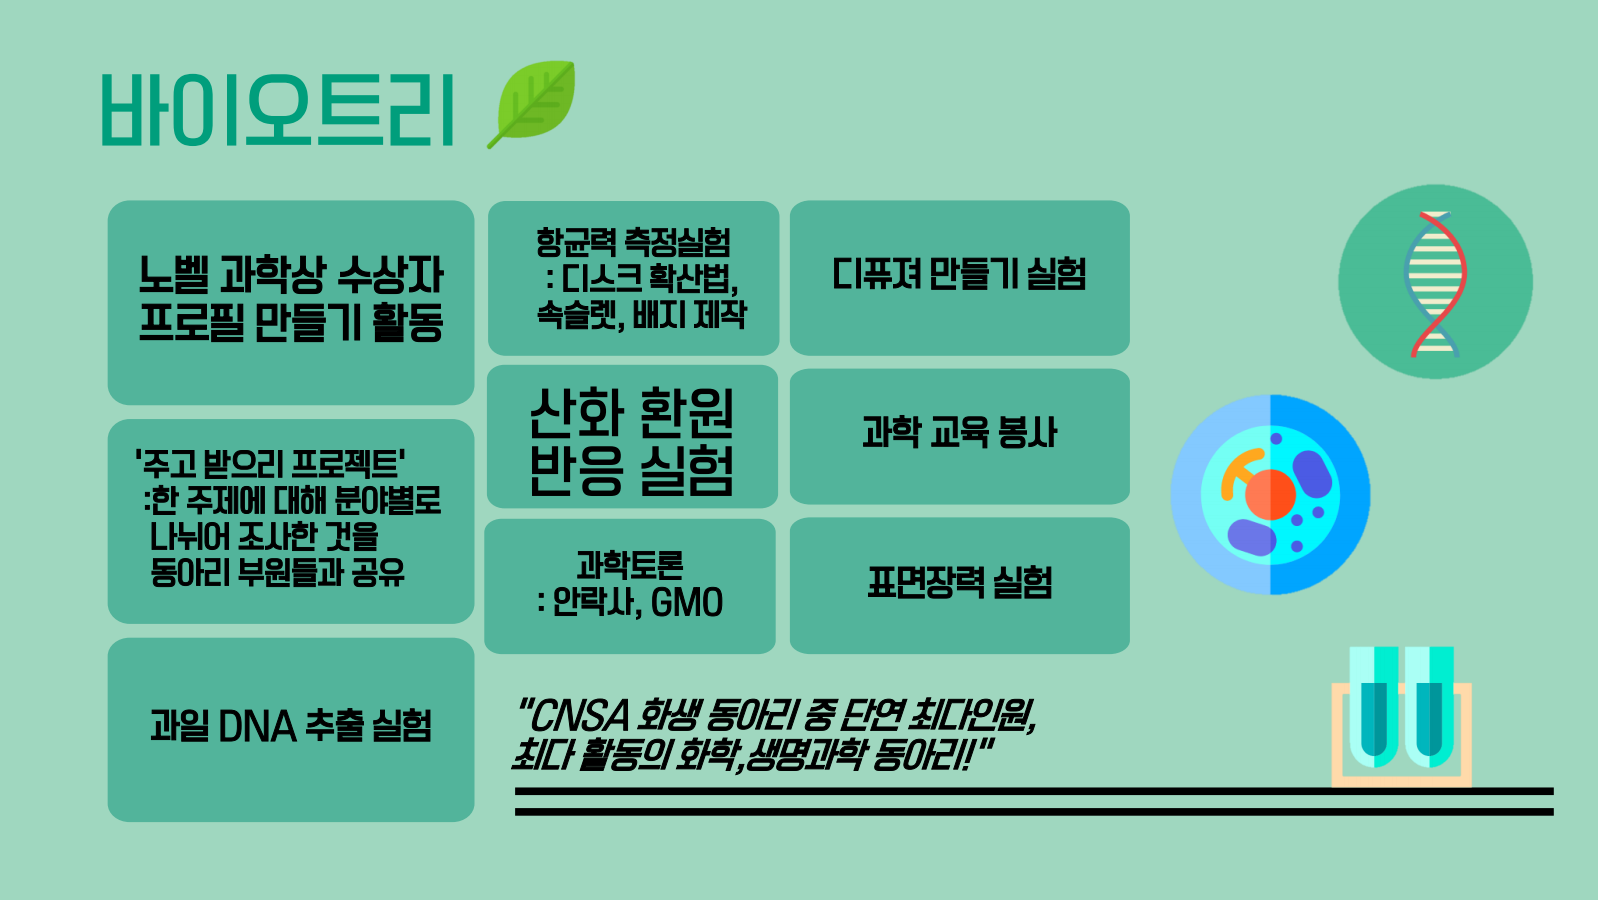 바이오트리
노벨 과학상 수상자
프로필 만들기 활동
'주고 받으리 프로젝트'
:한 주제에 대해 분야별로
나뉘어 조사한 것을
동아리 부원들과 공유
과일 DNA 추출 실험
항균력 측정실험
: 디스크 확산법,
속슬렛, 배지 제작
산화 환원
반응 실험
과학토론
: 안락사, GMO
디퓨져 만들기 실험
과학 교육 봉사
표면장력 실험
"CNSA 화생 동아리 중 단연 최다인원,
최다 활동의 화학,생명과학 동아리!"